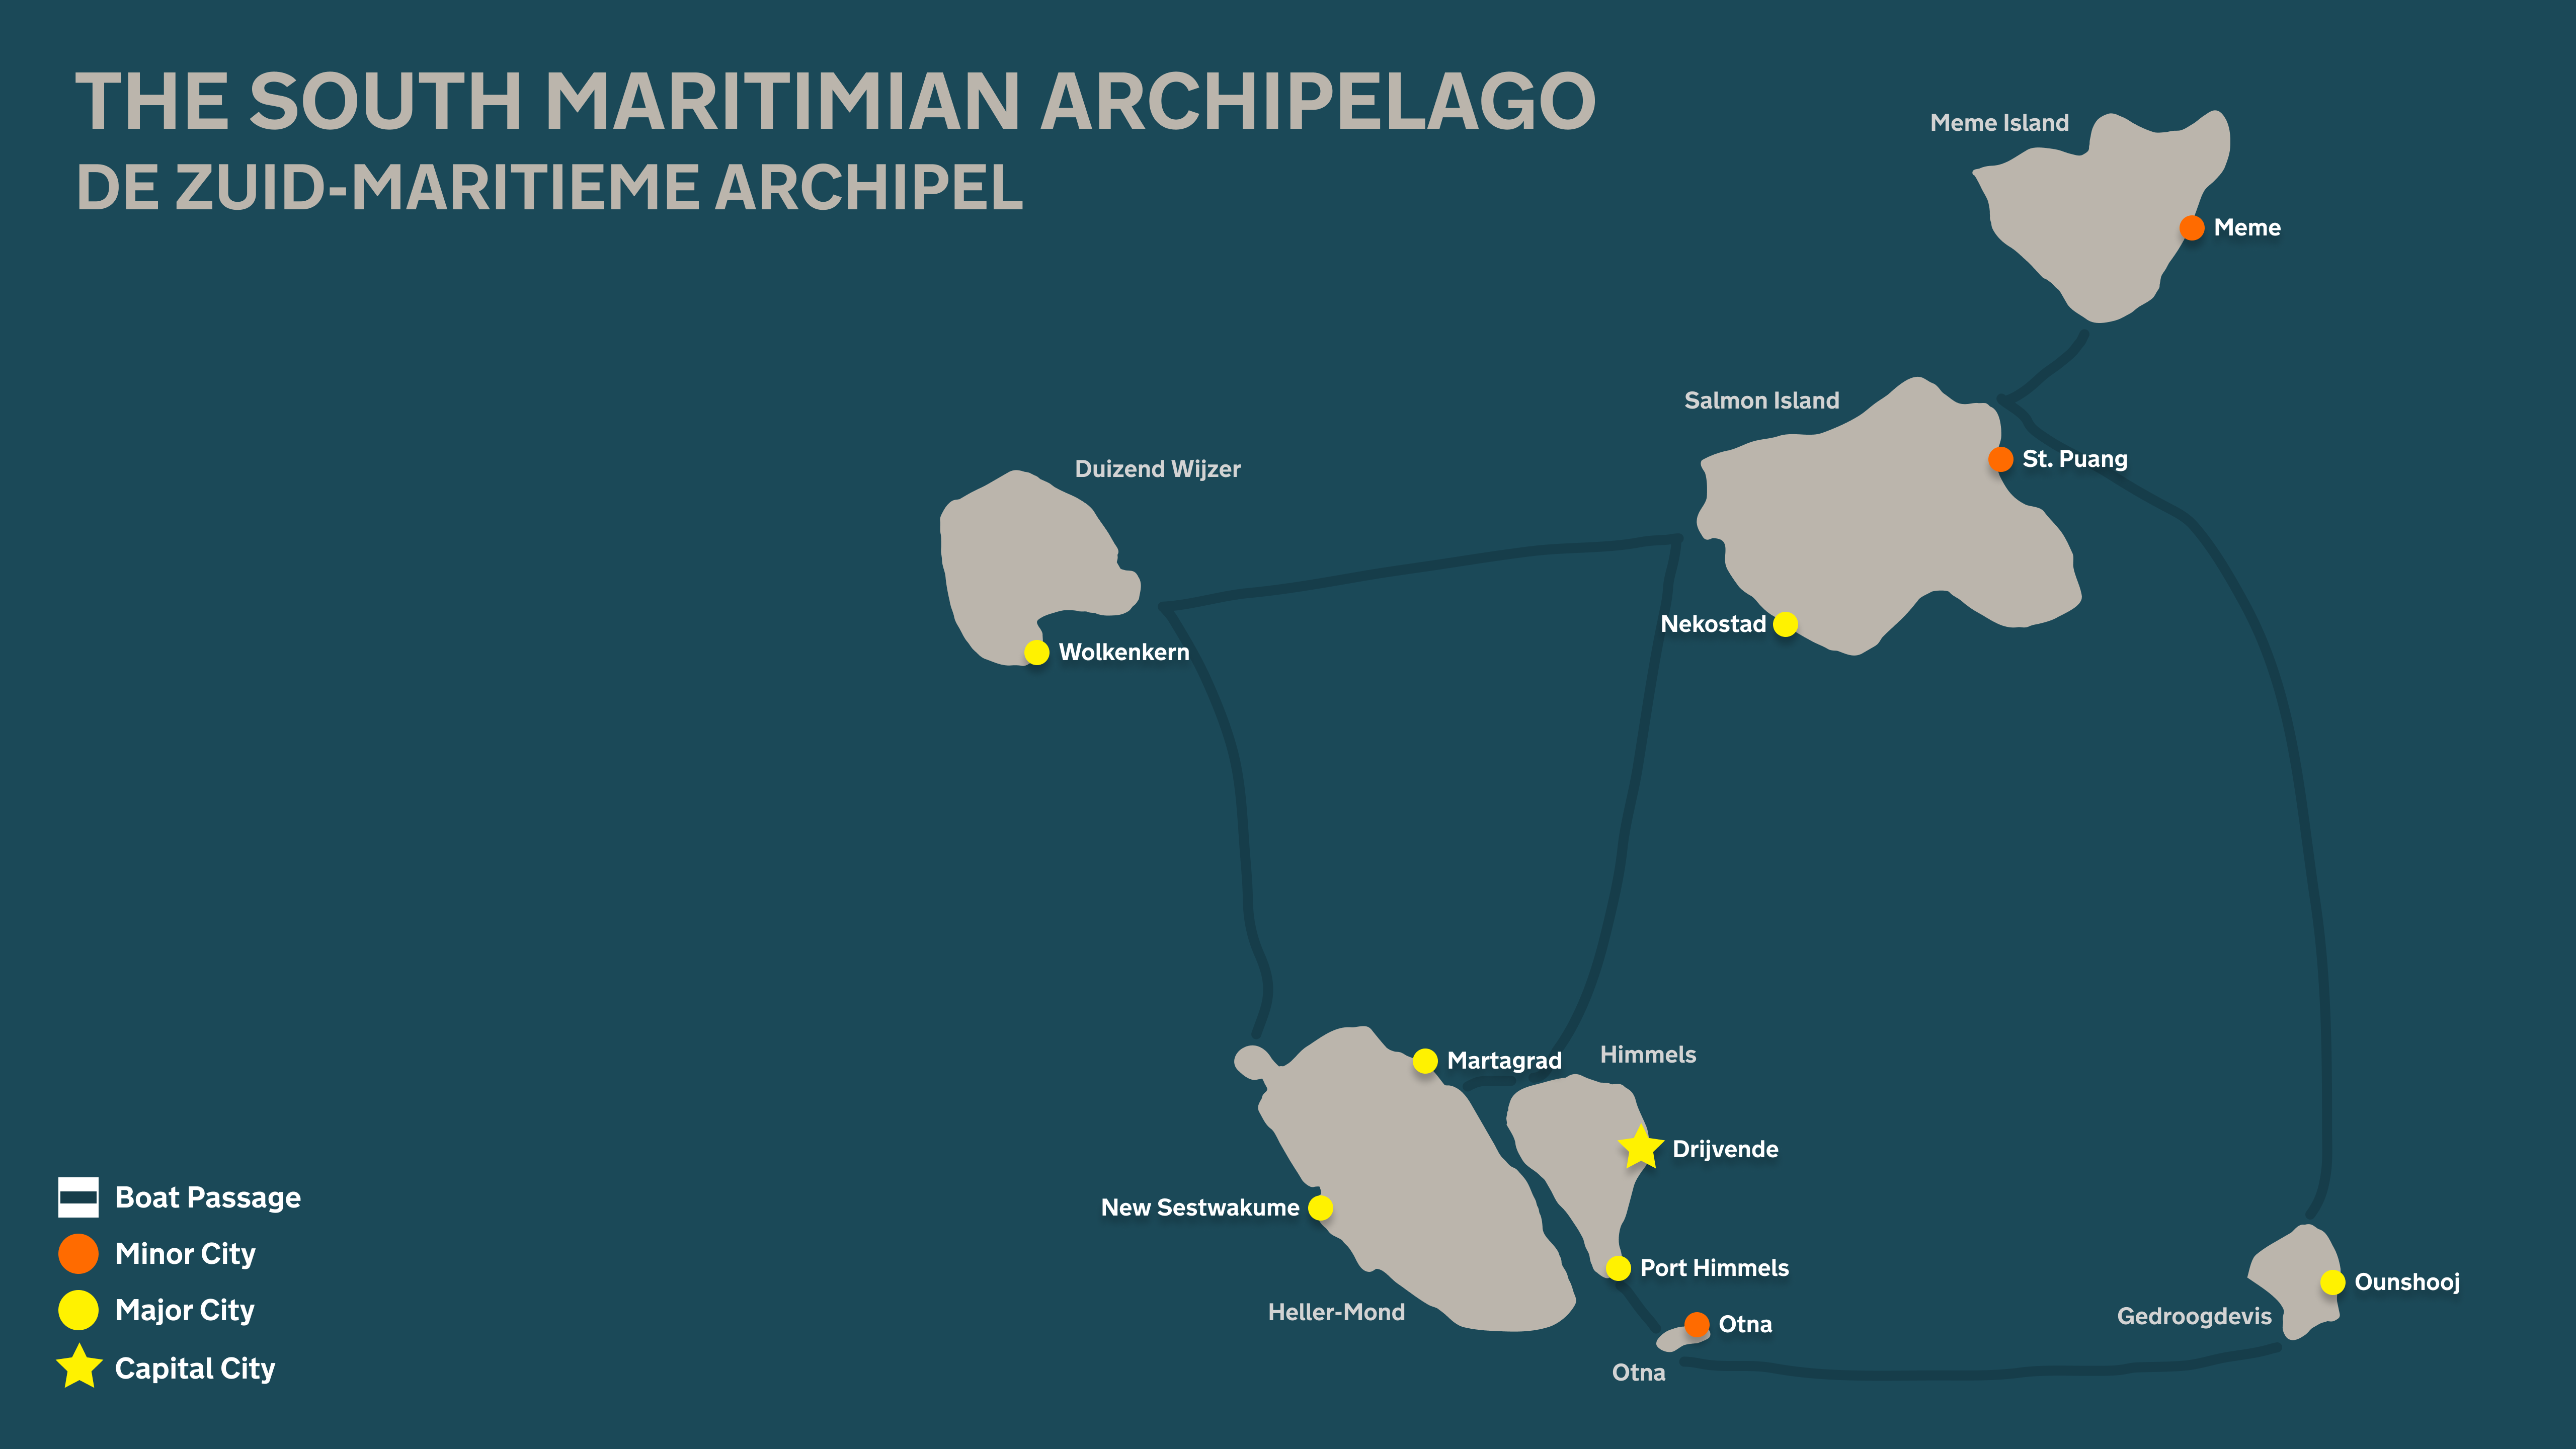 THE SOUTH MARITIMIAN ARCHIPELAGO
DE ZUID-MARITIEME ARCHIPEL
Meme Island
Meme
Salmon Island
St. Puang
Duizend Wijzer
Nekostad
Wolkenkern
Martagrad
Himmels
Drijvende
New Sestwakume
Port Himmels
Heller-Mond
Otna
Otna
Ounshooj
Gedroogdevis
Boat Passage
Minor City
Major City
Capital City